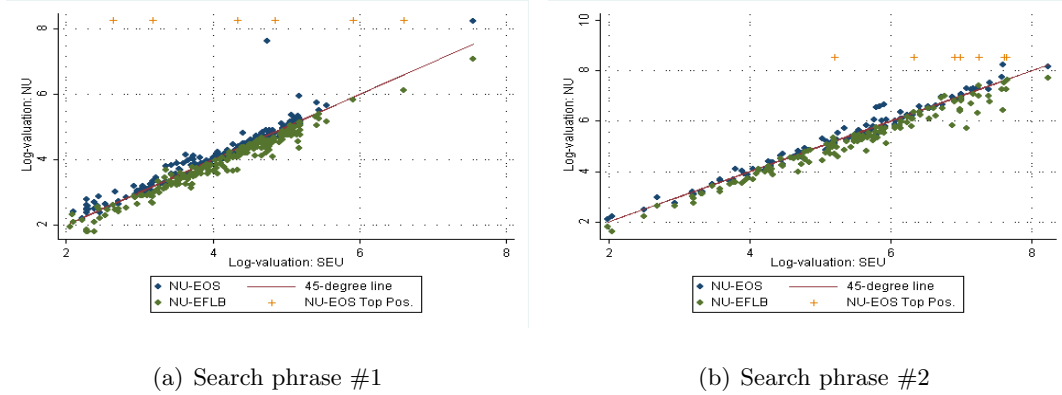 8
6
4
2
Log-valuation: NU
2
4
6
8
Log-valuation: SEU
NU-EOS
45-degree line
NU-EFLB
NU-EOS Top Pos.
(a) Search phrase #1
10
8
6
4
2
Log-valuation: NU
2
4
6
8
Log-valuation: SEU
NU-EOS
45-degree line
NU-EFLB
NU-EOS Top Pos.
(b) Search phrase #2